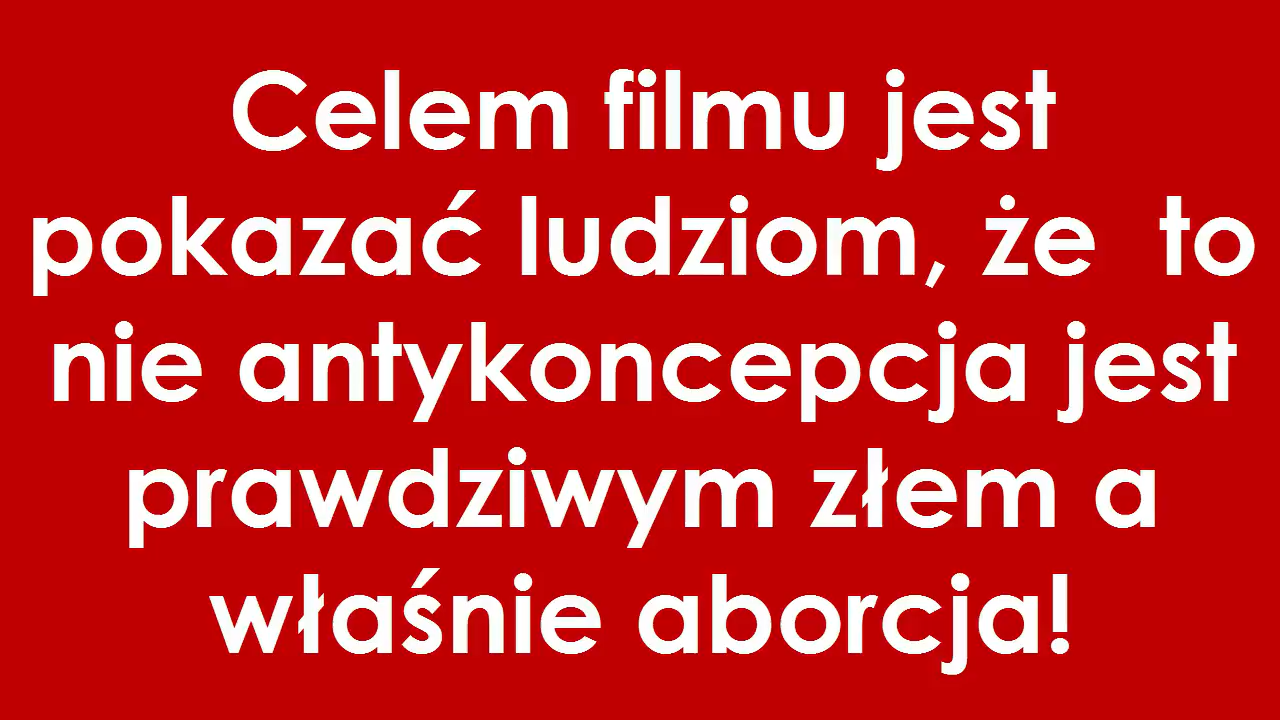 Celem filmu jest
pokazać ludziom, że  to
nie antykoncepcja jest
prawdziwym złem a
właśnie aborcja!